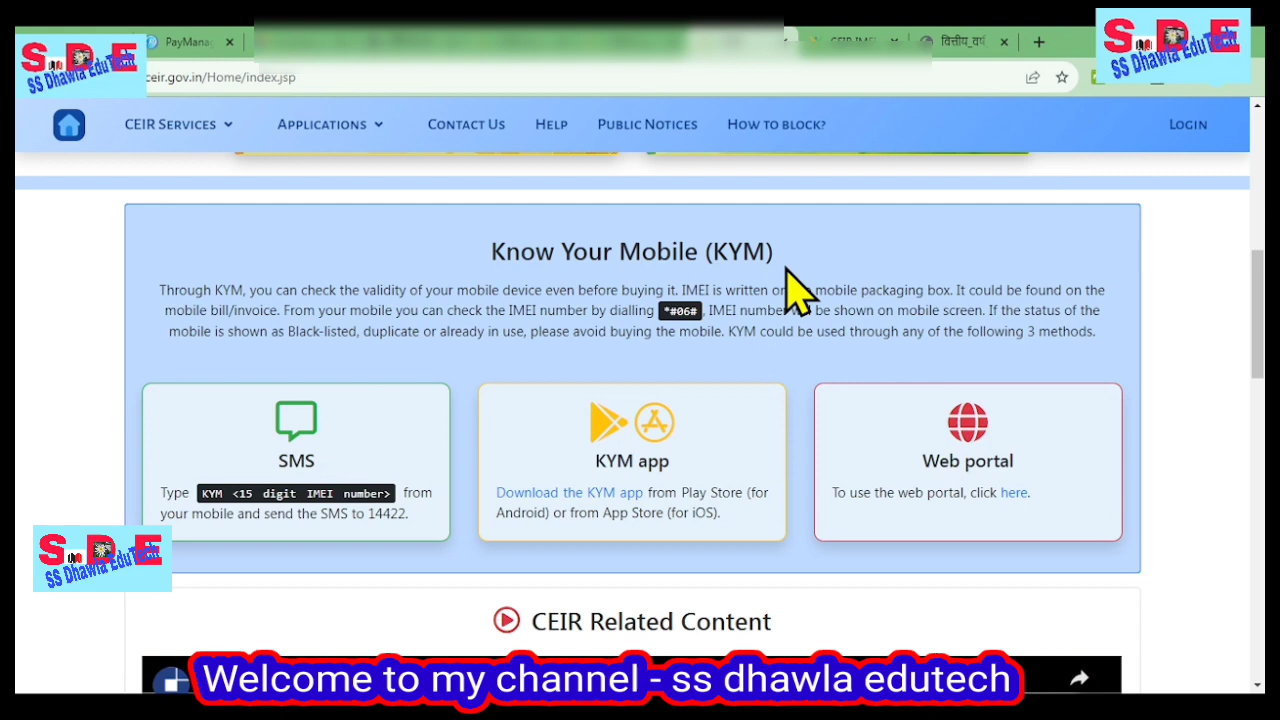 S D E
SS Dhawla EduTech
PayMana
CEIR IMEI
वित्तीय_वर्ष
S D E
SS Dhawla EduTech
ceir.gov.in/Home/index.jsp
CEIR Services
Applications
Contact Us
Help
Public Notices
How to block?
Login
Know Your Mobile (KYM)
Through KYM, you can check the validity of your mobile device even before buying it. IMEI is written on mobile packaging box. It could be found on the
mobile bill/invoice. From your mobile you can check the IMEI number by dialling *#06#, IMEI number be shown on mobile screen. If the status of the
mobile is shown as Black-listed, duplicate or already in use, please avoid buying the mobile. KYM could be used through any of the following 3 methods.
SMS
Type KYM <15 digit IMEI number> from
your mobile and send the SMS to 14422.
KYM app
Download the KYM app from Play Store (for
Android) or from App Store (for iOS).
Web portal
To use the web portal, click here.
S D E
SS Dhawla EduTech
CEIR Related Content
Welcome to my channel - ss dhawla edutech